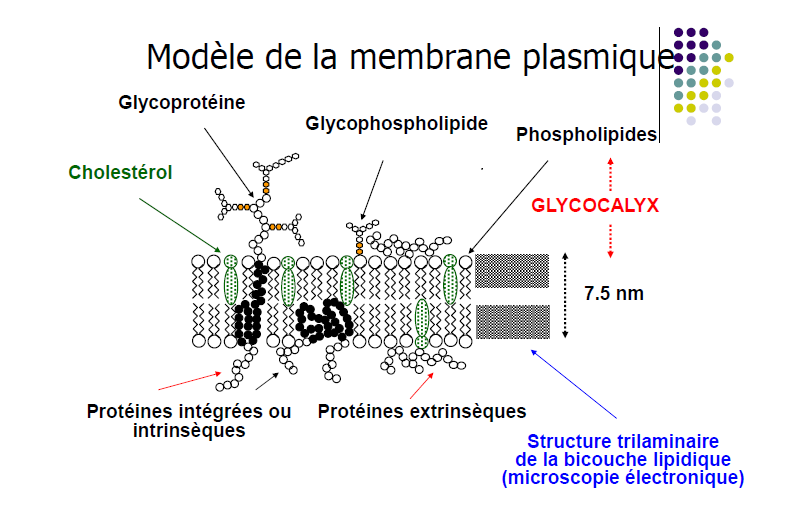 Modèle de la membrane plasmique
Glycoprotéine
Glycophospholipide
Phospholipides
Cholestérol
GLYCOCALYX
7.5 nm
Protéines intégrées ou
intrinsèques
Protéines extrinsèques
Structure trilaminaire
de la bicouche lipidique
(microscopie électronique)